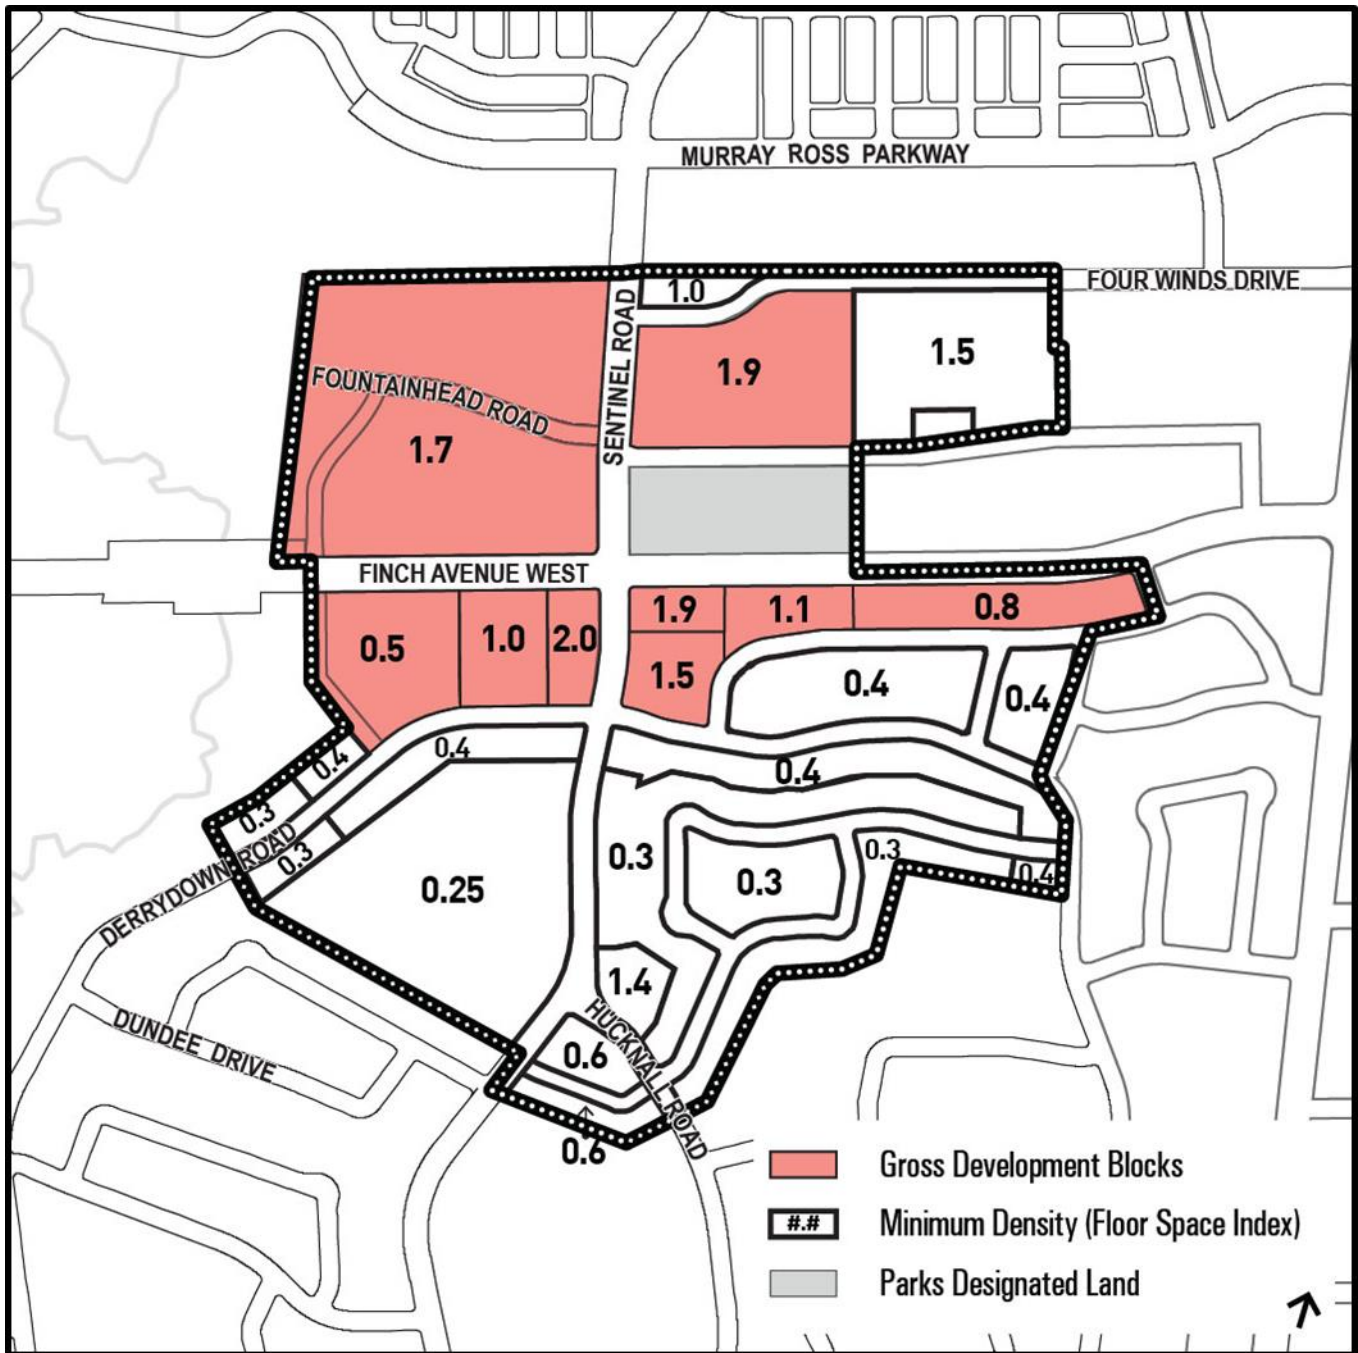 MURRAY ROSS PARKWAY
FOUR WINDS DRIVE
1.0
SENTINEL ROAD
1.5
1.9
FOUNTAINHEAD ROAD
1.7
FINCH AVENUE WEST
0.5
1.0
2.0
1.9
1.1
0.8
1.5
0.4
0.4
0.4
0.4
0.4
0.3
0.3
DERRYDOWN ROAD
0.25
0.3
0.3
0.3
0.4
1.4
HUCKNALL ROAD
DUNDEE DRIVE
0.6
0.6
Gross Development Blocks
#.# Minimum Density (Floor Space Index)
Parks Designated Land